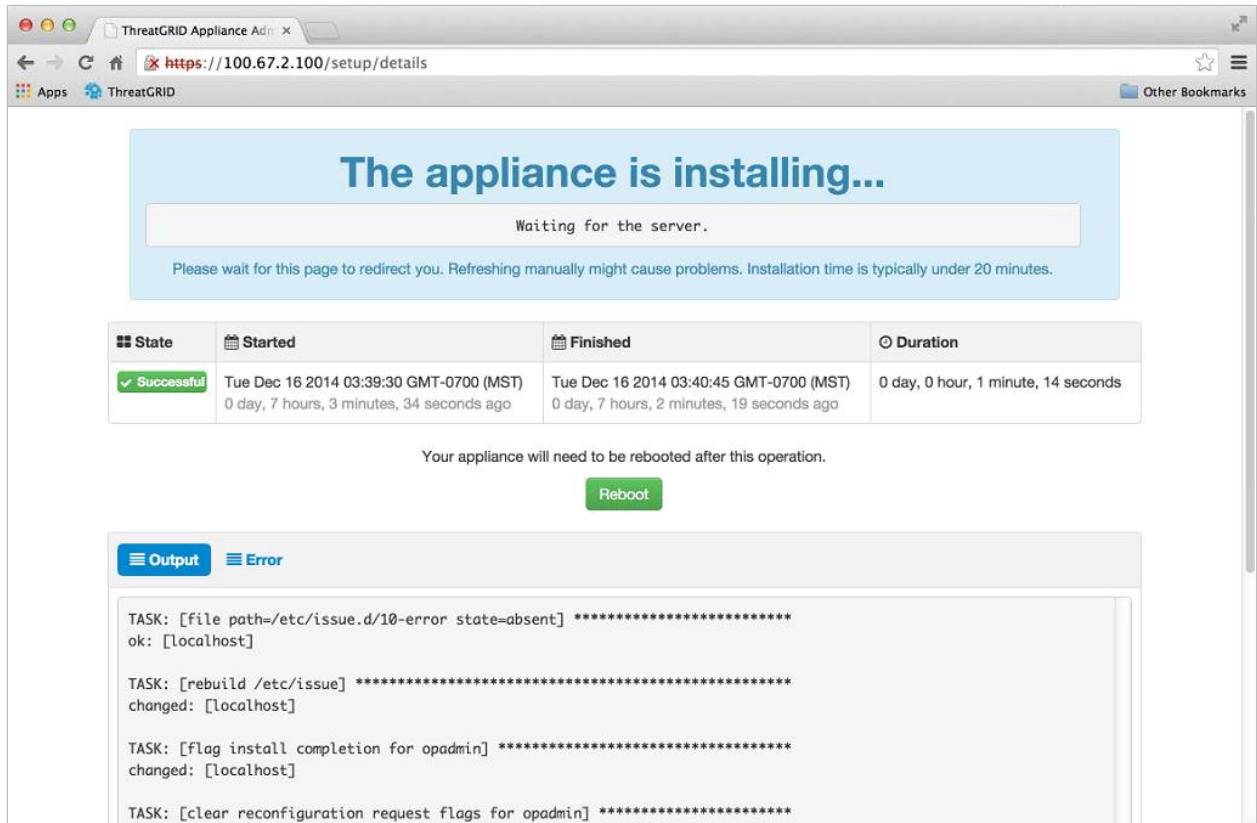 ThreatGRID Appliance Adn
https://100.67.2.100/setup/details
Apps ThreatGRID Other Bookmarks
The appliance is installing...
Waiting for the server.
Please wait for this page to redirect you. Refreshing manually might cause problems. Installation time is typically under 20 minutes.
State Started Finished Duration
Successful Tue Dec 16 2014 03:39:30 GMT-0700 (MST) Tue Dec 16 2014 03:40:45 GMT-0700 (MST) 0 day, 0 hour, 1 minute, 14 seconds
0 day, 7 hours, 3 minutes, 34 seconds ago 0 day, 7 hours, 2 minutes, 19 seconds ago
Your appliance will need to be rebooted after this operation.
Reboot
Output Error
TASK: [file path=/etc/issue.d/10-error state=absent] **************************
ok: [localhost]
TASK: [rebuild /etc/issue] ****************************************************
changed: [localhost]
TASK: [flag install completion for opadmin] ***********************************
changed: [localhost]
TASK: [clear reconfiguration request flags for opadmin] ***********************